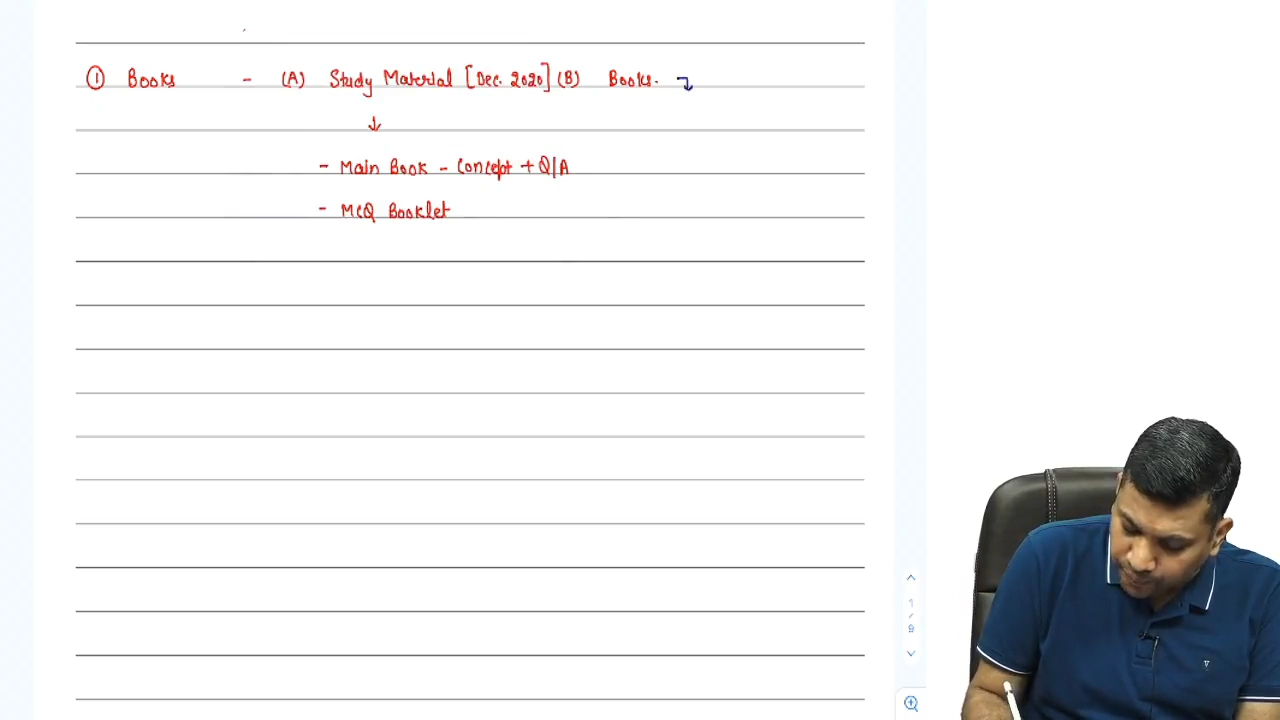 ① Books - (A) Study Material [Dec. 2020] (B) Books.
↓
- Main Book - Concept + Q/A
- MCQ Booklet